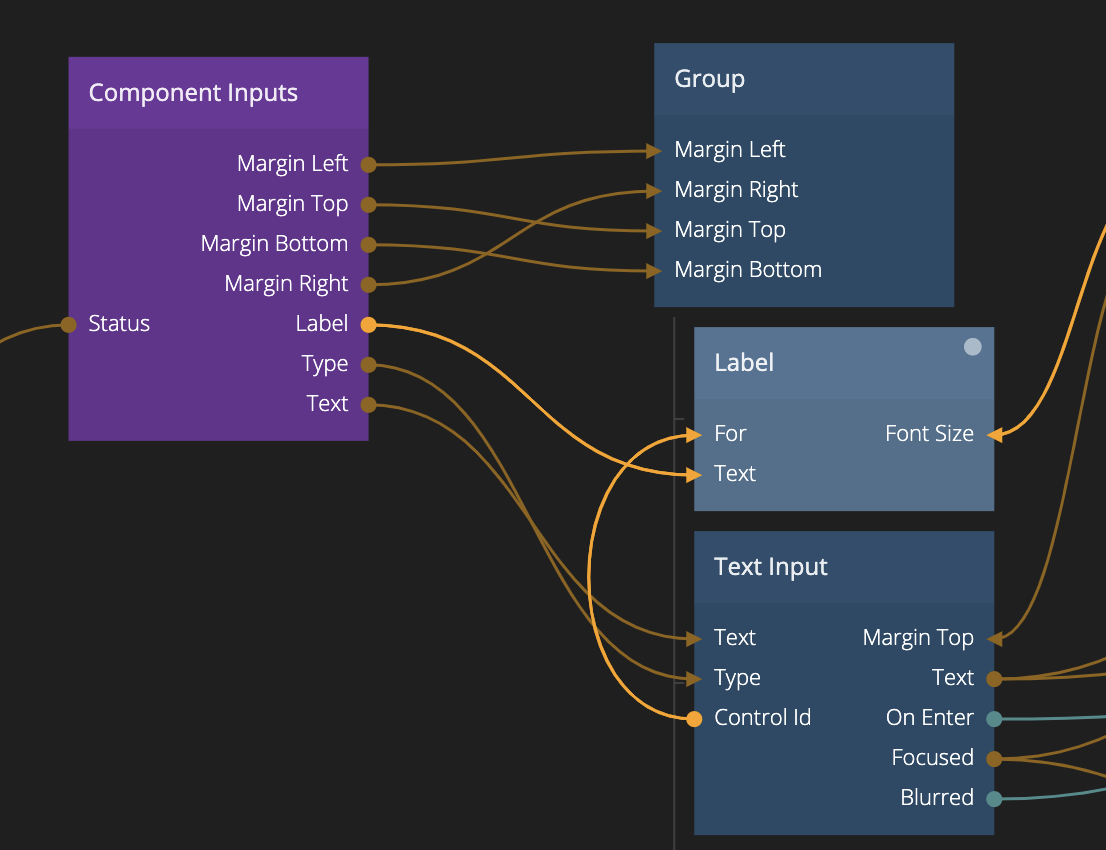 Component Inputs
Margin Left
Margin Top
Margin Bottom
Margin Right
Status Label
Type
Text
Group
Margin Left
Margin Right
Margin Top
Margin Bottom
Label
For Font Size
Text
Text Input
Text Margin Top
Type Text
Control Id On Enter
Focused
Blurred